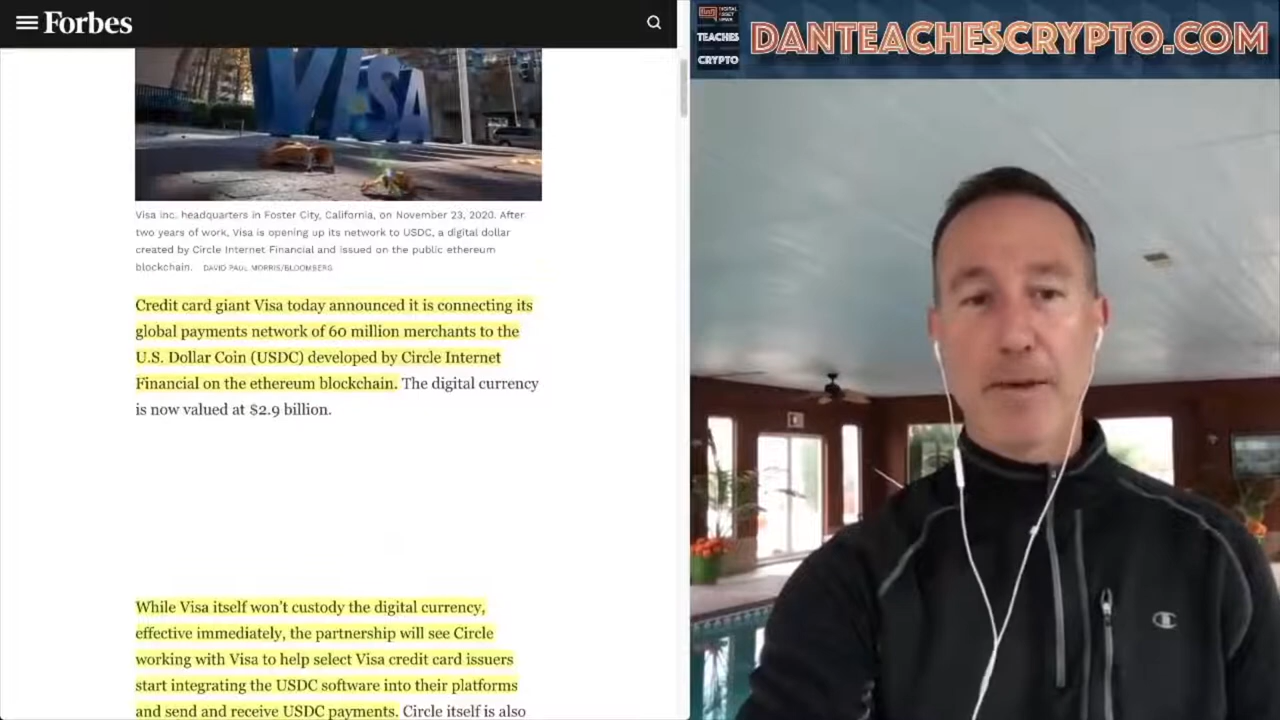 Forbes
VISA
Visa Inc. headquarters in Foster City, California, on November 23, 2020. After
two years of work, Visa is opening up its network to USDC, a digital dollar
created by Circle Internet Financial and issued on the public ethereum
blockchain. DAVID PAUL MORRIS/BLOOMBERG
Credit card giant Visa today announced it is connecting its
global payments network of 60 million merchants to the
U.S. Dollar Coin (USDC) developed by Circle Internet
Financial on the ethereum blockchain. The digital currency
is now valued at $2.9 billion.
While Visa itself won't custody the digital currency,
effective immediately, the partnership will see Circle
working with Visa to help select Visa credit card issuers
start integrating the USDC software into their platforms
and send and receive USDC payments. Circle itself is also
DIGITAL
ASSET
NEWS
TEACHES
CRYPTO
DANTEACHESCRYPTO.COM